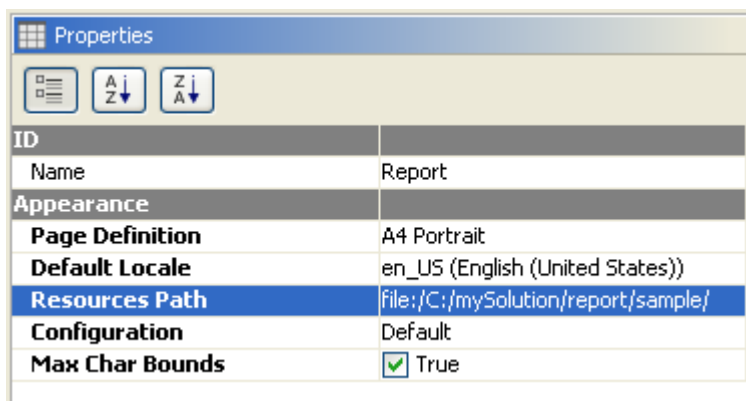 Properties
A Z Z A
ID
Name Report
Appearance
Page Definition A4 Portrait
Default Locale en_US (English (United States))
Resources Path file:/C:/mySolution/report/sample/
Configuration Default
Max Char Bounds True